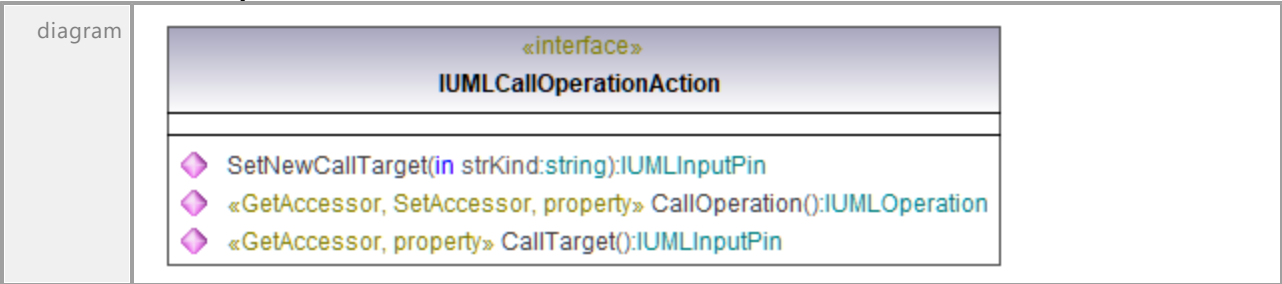 diagram
«interface»
IUMLCallOperationAction
SetNewCallTarget(in strKind:string):IUMLInputPin
«GetAccessor, SetAccessor, property» CallOperation():IUMLOperation
«GetAccessor, property» CallTarget():IUMLInputPin